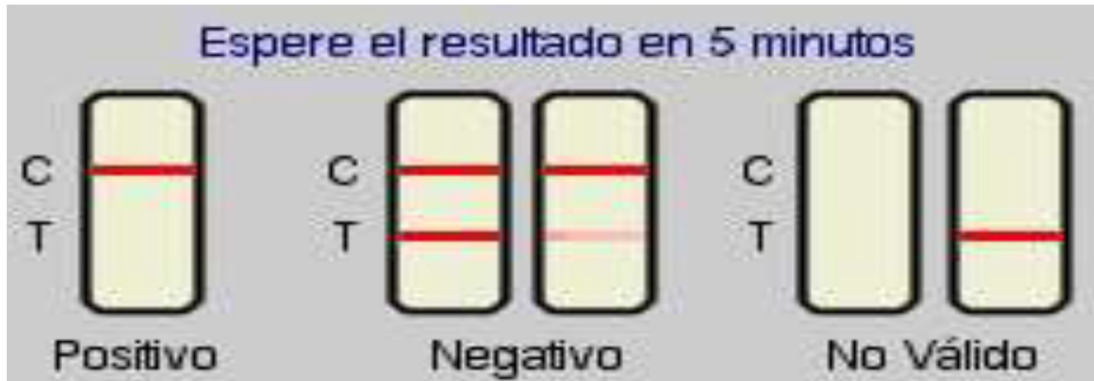 Espere el resultado en 5 minutos
C C C
T T T
Positivo Negativo No Válido